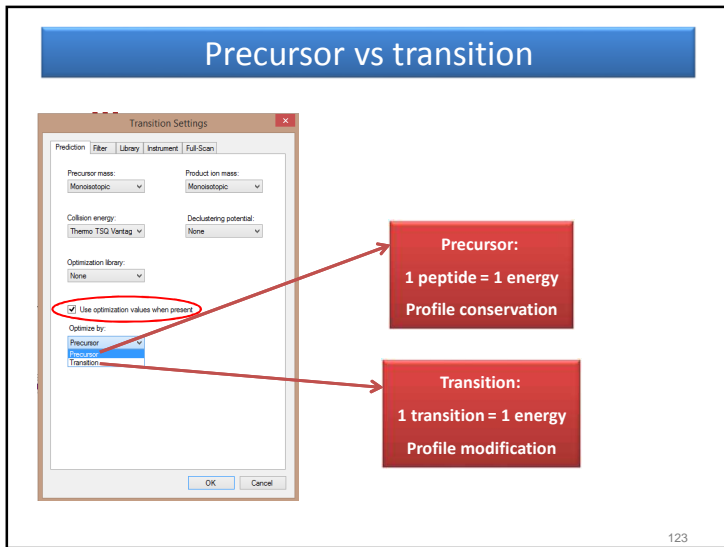 Precursor vs transition
Transition Settings
x
Prediction Filter Library Instrument Full-Scan
Precursor mass: Product ion mass:
Monoisotopic Monoisotopic
Collision energy: Declustering potential:
Thermo TSQ Vantag None
Optimization library:
None
Use optimization values when present
Optimize by:
Precursor
Precursor
Transition
OK Cancel
Precursor:
1 peptide = 1 energy
Profile conservation
Transition:
1 transition = 1 energy
Profile modification
123